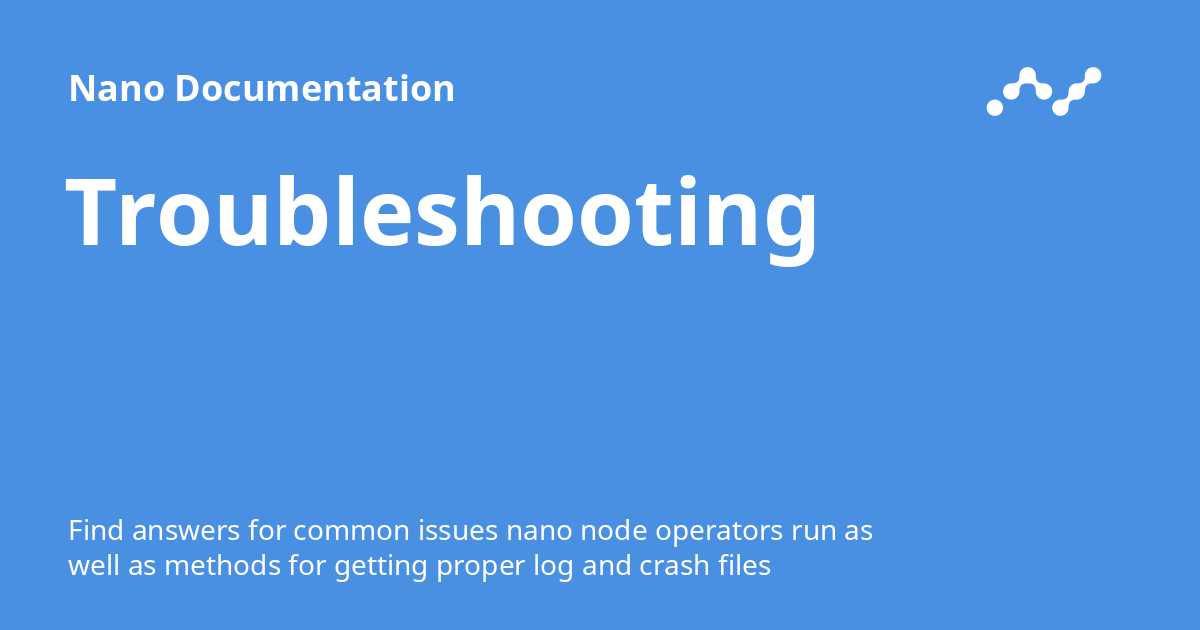 Nano Documentation
Troubleshooting
Find answers for common issues nano node operators run as
well as methods for getting proper log and crash files